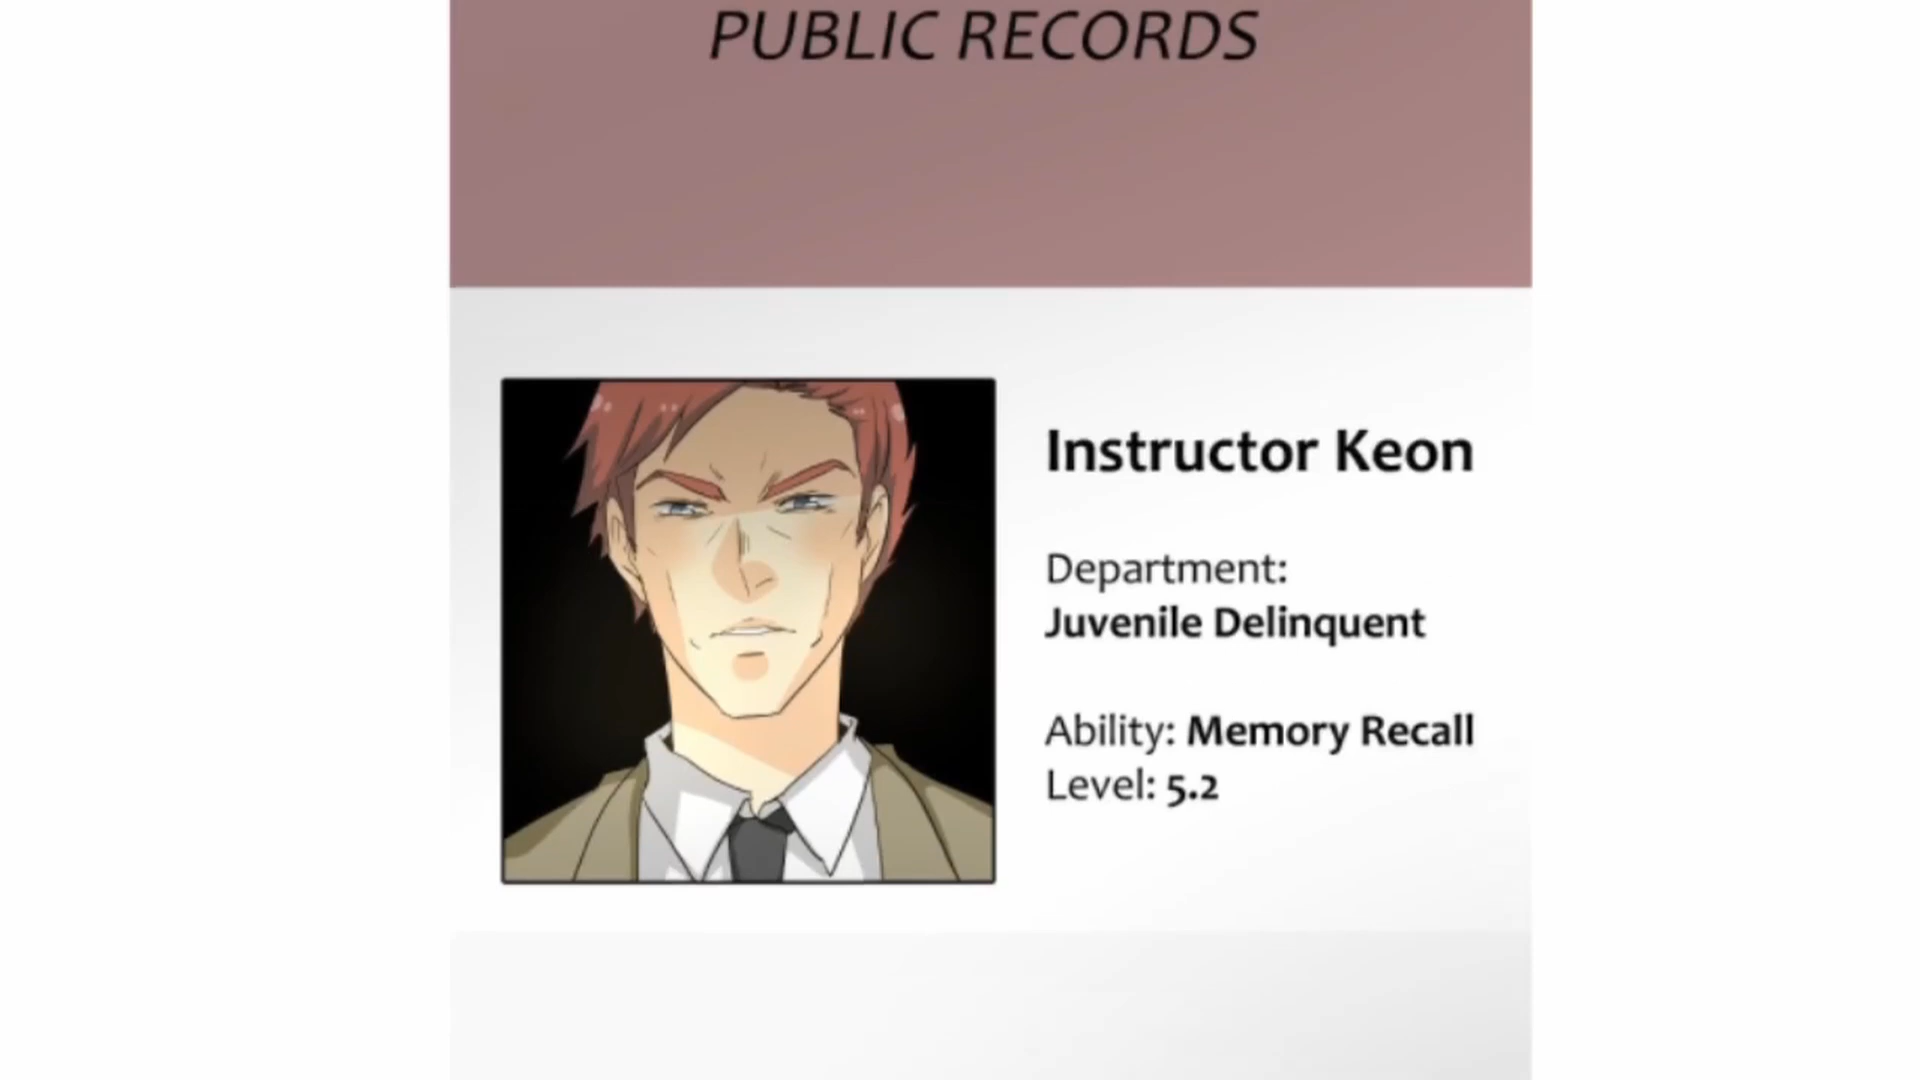 PUBLIC RECORDS
Instructor Keon
Department:
Juvenile Delinquent
Ability: Memory Recall
Level: 5.2